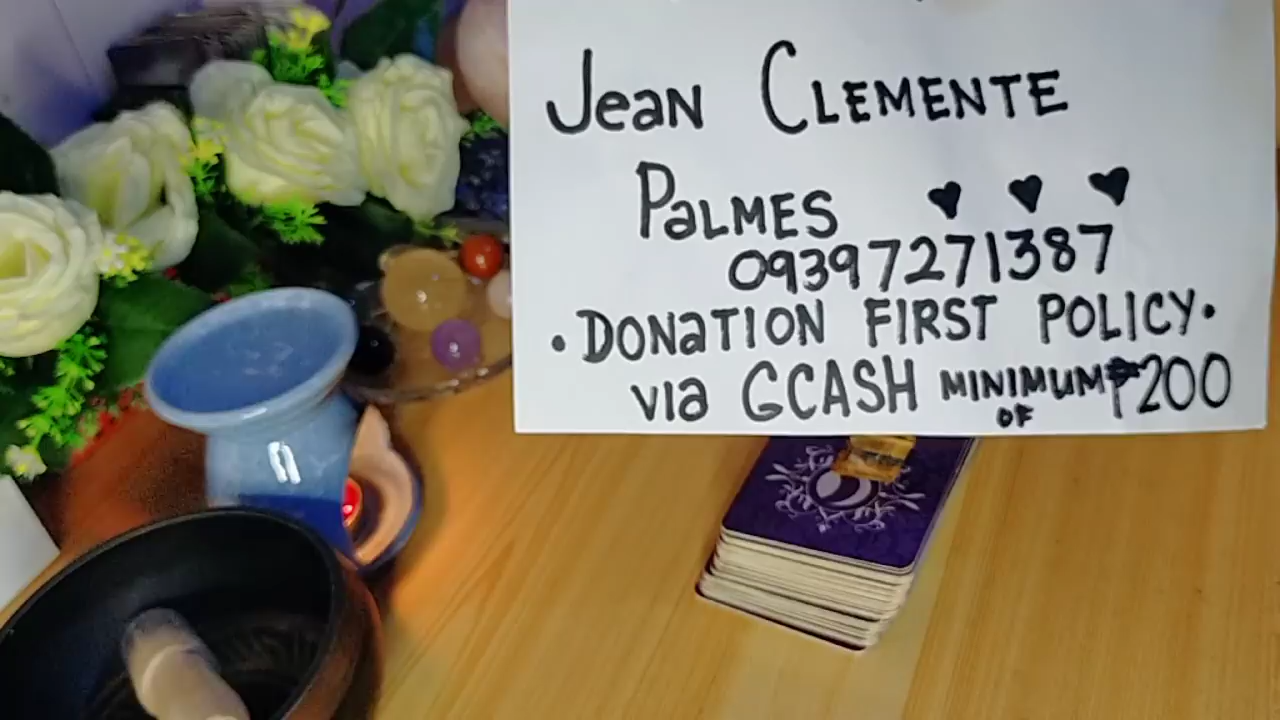 Jean CLEMENTE
PaLMES ♥ ♥ ♥
09397271387
• DONaTION FIRST POLICY •
via GCASH MINIMUM OF ₱200